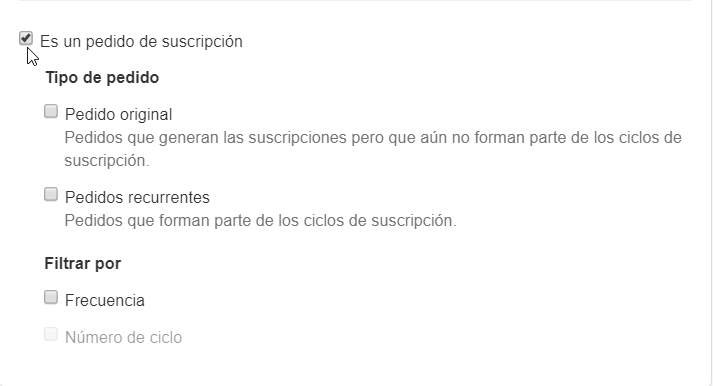 Es un pedido de suscripción
Tipo de pedido
Pedido original
Pedidos que generan las suscripciones pero que aún no forman parte de los ciclos de
suscripción.
Pedidos recurrentes
Pedidos que forman parte de los ciclos de suscripción.
Filtrar por
Frecuencia
Número de ciclo